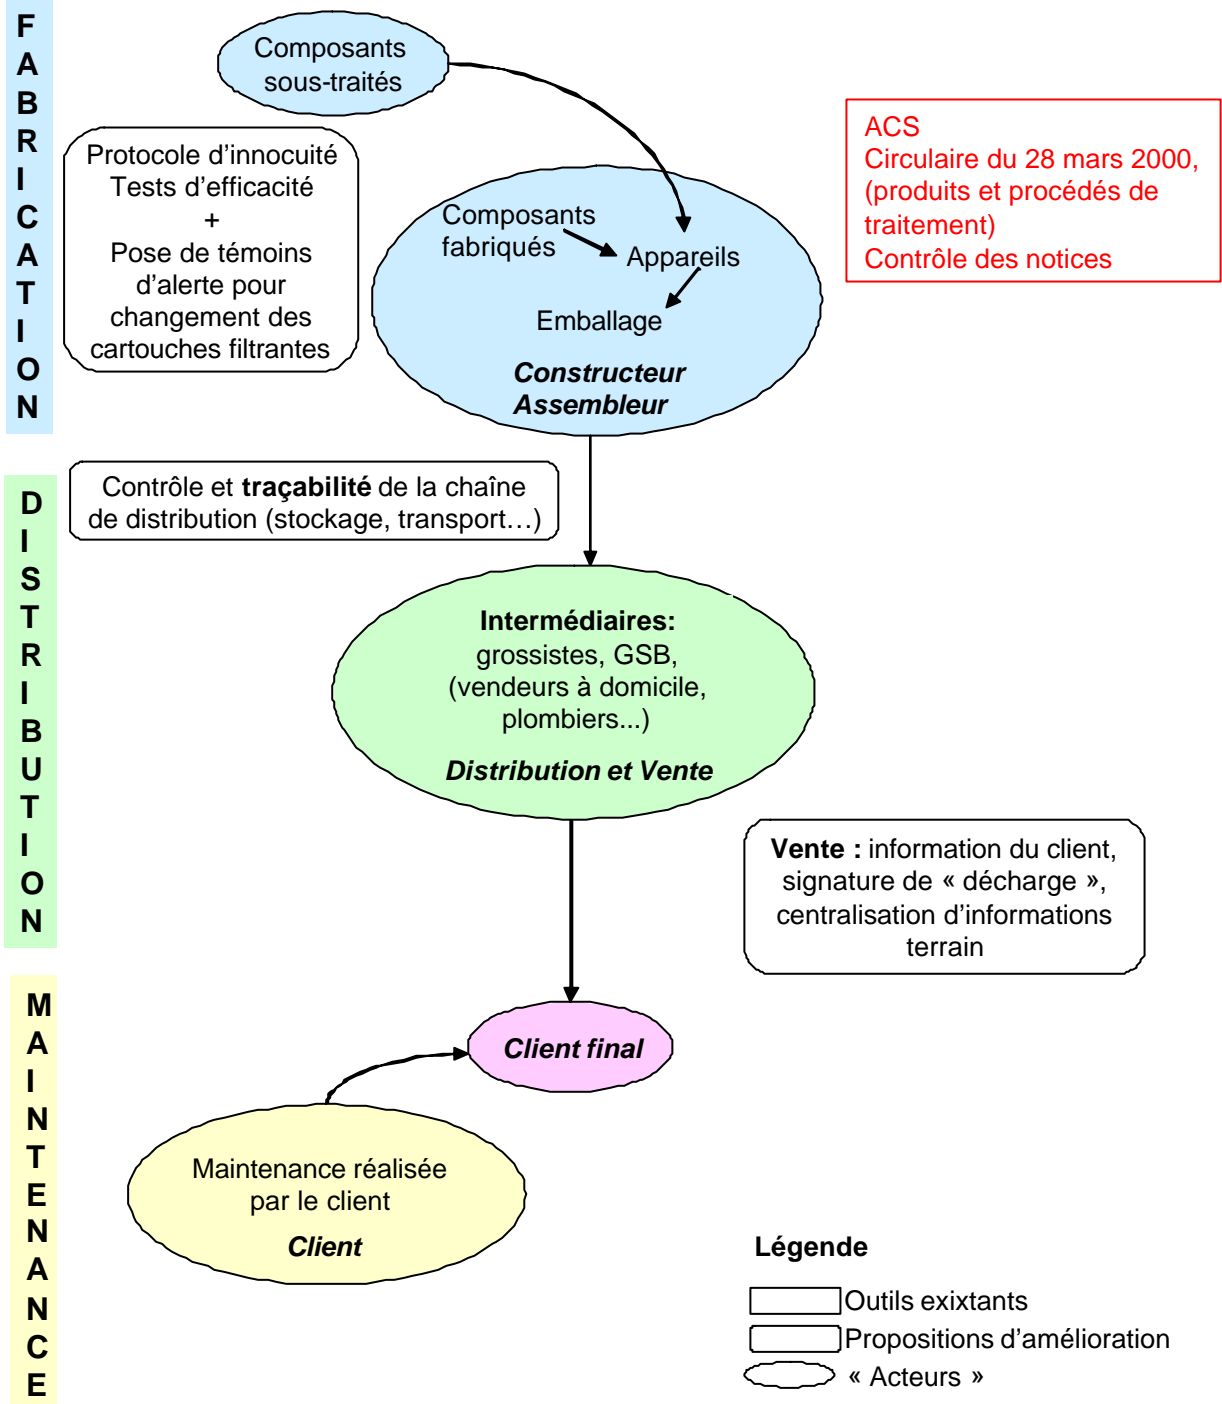 FABRICATION
Composants
sous-traités
Protocole d’innocuité
Tests d’efficacité
+
Pose de témoins
d’alerte pour
changement des
cartouches filtrantes
ACS
Circulaire du 28 mars 2000,
(produits et procédés de
traitement)
Contrôle des notices
Composants
fabriqués
Appareils
Emballage
Constructeur
Assembleur
DISTRIBUTION
Contrôle et traçabilité de la chaîne
de distribution (stockage, transport…)
Intermédiaires:
grossistes, GSB,
(vendeurs à domicile,
plombiers...)
Distribution et Vente
Vente : information du client,
signature de « décharge »,
centralisation d’informations
terrain
MAINTENANCE
Client final
Maintenance réalisée
par le client
Client
Légende
Outils exixtants
Propositions d’amélioration
« Acteurs »